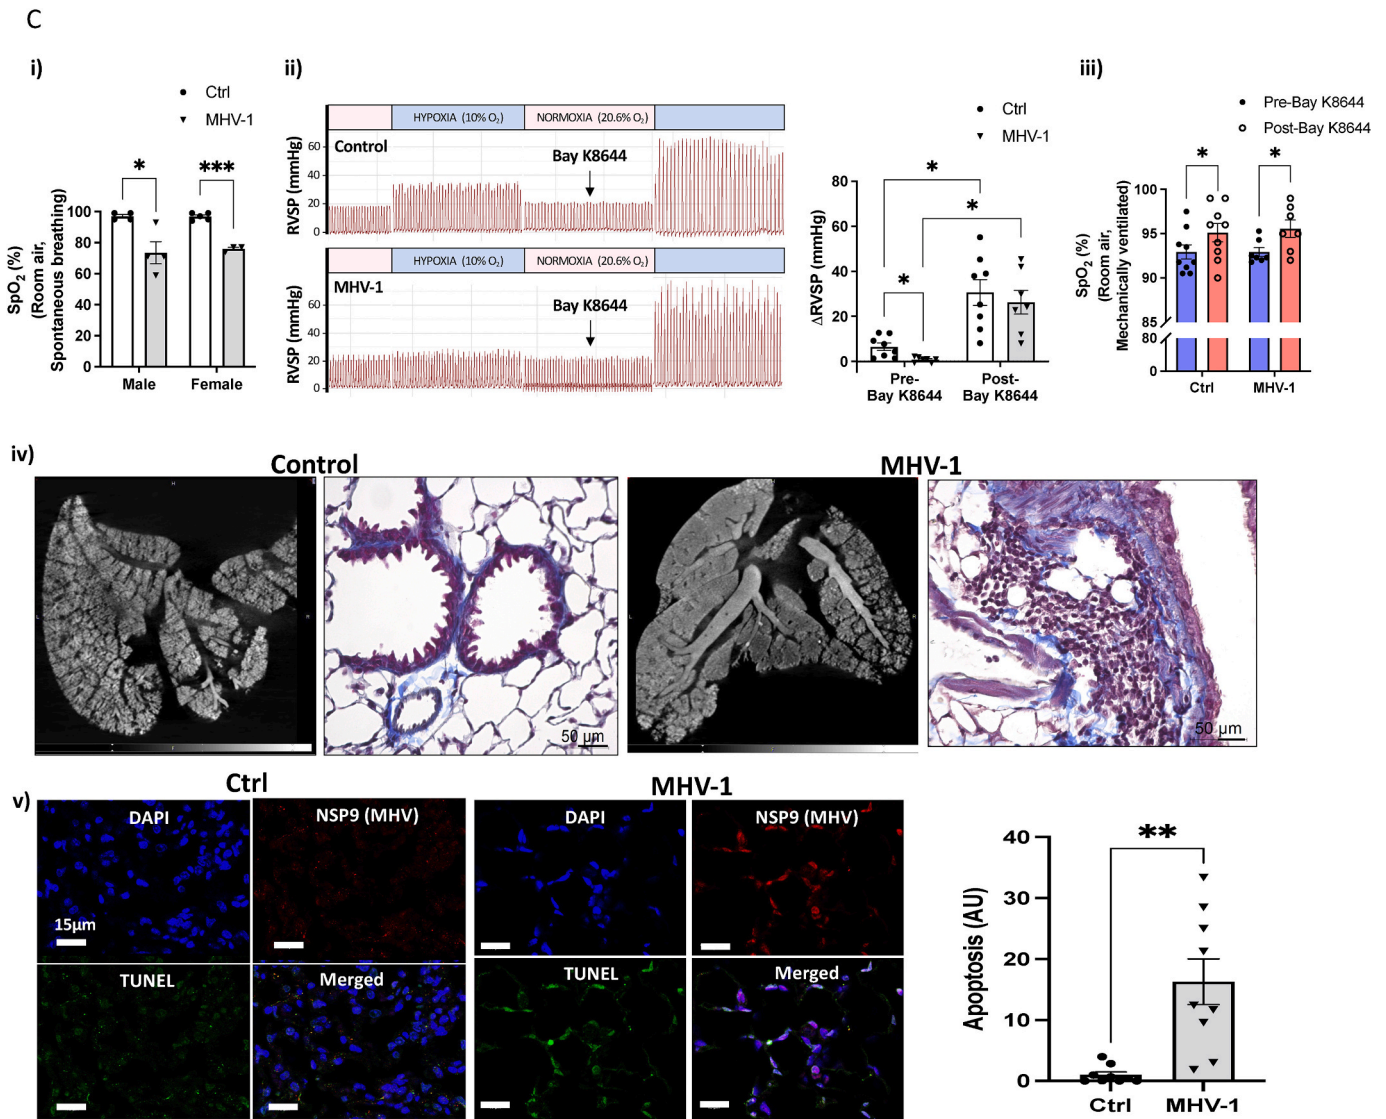 C
i)
Ctrl
MHV-1
*
***
SpO2 (%)
(Room air,
Spontaneous breathing)
100
80
60
40
20
0
Male
Female
ii)
HYPOXIA (10% O2)
NORMOXIA (20.6% O2)
Control
Bay K8644
RVSP (mmHg)
60
40
20
0
HYPOXIA (10% O2)
NORMOXIA (20.6% O2)
MHV-1
Bay K8644
RVSP (mmHg)
60
40
20
0
Ctrl
MHV-1
*
*
*
ΔRVSP (mmHg)
80
60
40
20
0
Pre-
Bay K8644
Post-
Bay K8644
iii)
Pre-Bay K8644
Post-Bay K8644
*
*
SpO2 (%)
(Room air,
Mechanically ventilated)
100
95
90
85
80
0
Ctrl
MHV-1
iv)
Control
MHV-1
50 µm
50 µm
v)
Ctrl
MHV-1
DAPI
NSP9 (MHV)
DAPI
NSP9 (MHV)
15µm
TUNEL
Merged
TUNEL
Merged
**
Apoptosis (AU)
40
30
20
10
0
Ctrl
MHV-1